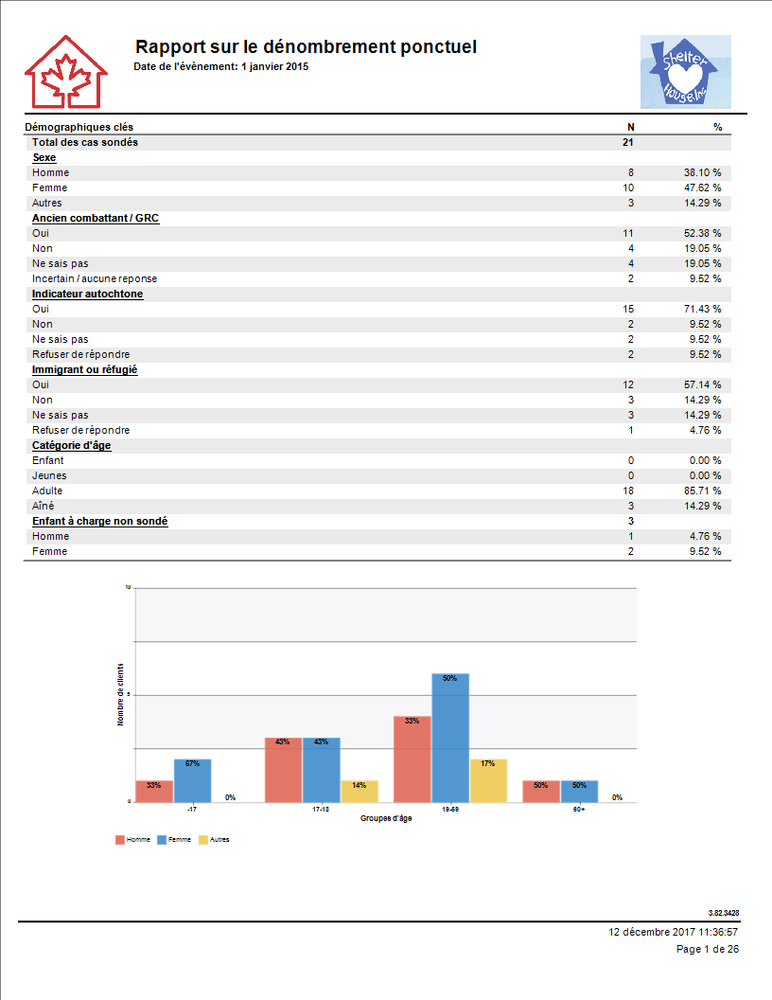 Rapport sur le dénombrement ponctuel
Date de l'évènement: 1 janvier 2015
Shelter
House.Inc
Démographiques clés N %
Total des cas sondés 21
Sexe
Homme 8 38.10 %
Femme 10 47.62 %
Autres 3 14.29 %
Ancien combattant / GRC
Oui 11 52.38 %
Non 4 19.05 %
Ne sais pas 4 19.05 %
Incertain / aucune reponse 2 9.52 %
Indicateur autochtone
Oui 15 71.43 %
Non 2 9.52 %
Ne sais pas 2 9.52 %
Refuser de répondre 2 9.52 %
Immigrant ou réfugié
Oui 12 57.14 %
Non 3 14.29 %
Ne sais pas 3 14.29 %
Refuser de répondre 1 4.76 %
Catégorie d'âge
Enfant 0 0.00 %
Jeunes 0 0.00 %
Adulte 18 85.71 %
Aîné 3 14.29 %
Enfant à charge non sondé 3
Homme 1 4.76 %
Femme 2 9.52 %
Nombre de clients
10
5
0
33% 67% 0%
43% 43% 14%
33% 50% 17%
50% 50% 0%
-17 17-18 19-59 60+
Groupes d'âge
Homme Femme Autres
3.82.3428
12 décembre 2017 11:36:57
Page 1 de 26